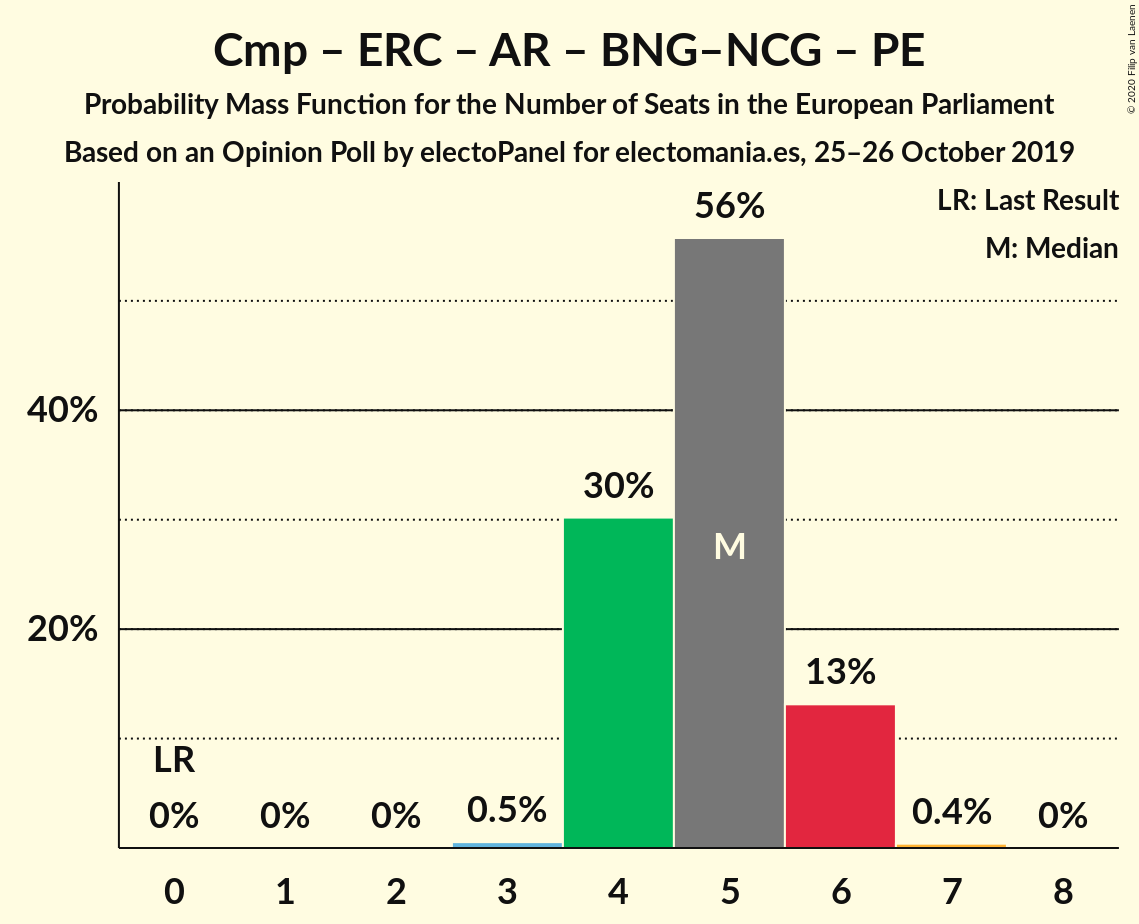 Cmp – ERC – AR – BNG–NCG – PE
Probability Mass Function for the Number of Seats in the European Parliament
Based on an Opinion Poll by electoPanel for electomania.es, 25–26 October 2019
© 2020 Filip van Laenen
LR: Last Result
M: Median
56%
40%
30%
M
20%
13%
LR
0% 0% 0% 0.5% 0.4% 0%
0 1 2 3 4 5 6 7 8